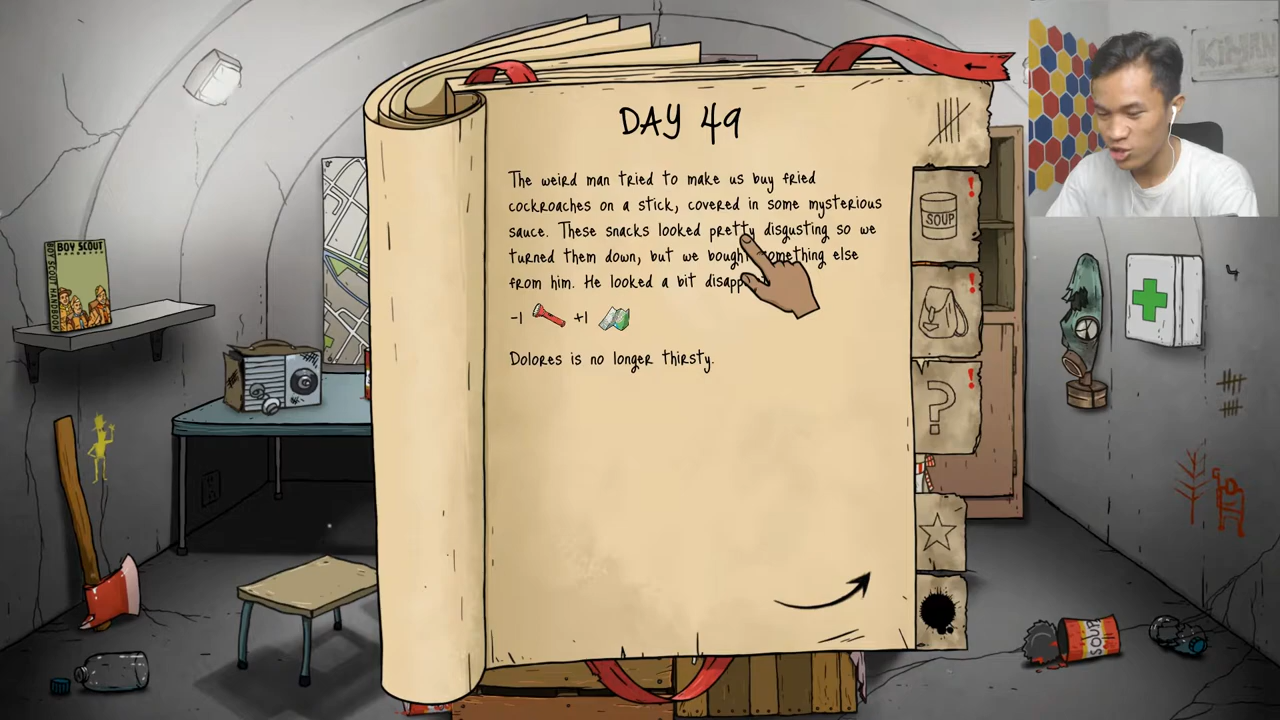 DAY 49
The weird man tried to make us buy fried
cockroaches on a stick, covered in some mysterious
sauce. These snacks looked pretty disgusting so we
turned them down, but we bought something else
from him. He looked a bit
-1 +1
Dolores is no longer thirsty.
SOUP
!
!
!
?
BOY SCOUT
BOY SCOUT HANDBOOK
SOUP